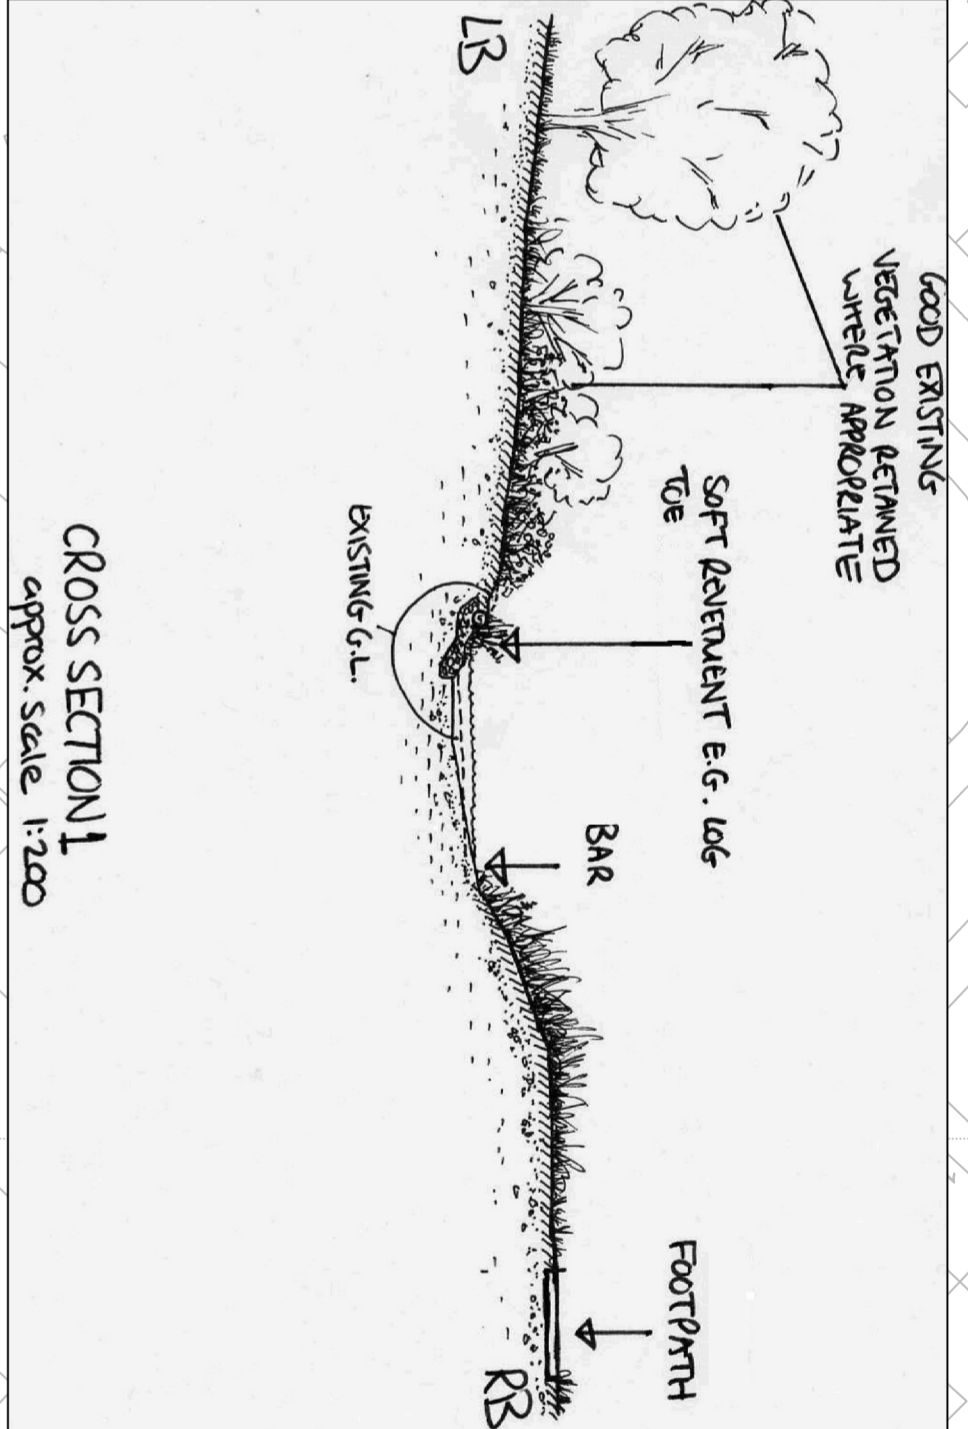 GOOD EXISTING
VEGETATION RETAINED
WHERE APPROPRIATE
SOFT REVETMENT E.G. LOG
TOE
BAR
FOOTPATH
LB
RB
EXISTING G.L.
CROSS SECTION 1
approx. scale 1:200